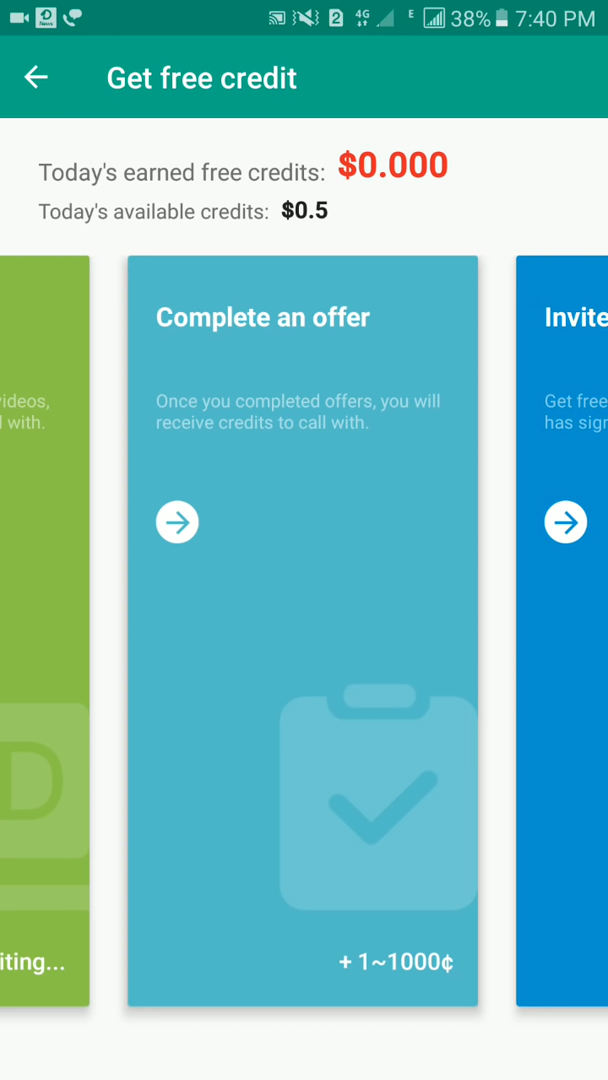 4G E 38% 7:40 PM
Get free credit
Today's earned free credits: $0.000
Today's available credits: $0.5
Complete an offer
Invite
videos,
with.
Once you completed offers, you will
receive credits to call with.
Get free
has sign
iting...
+ 1~1000¢